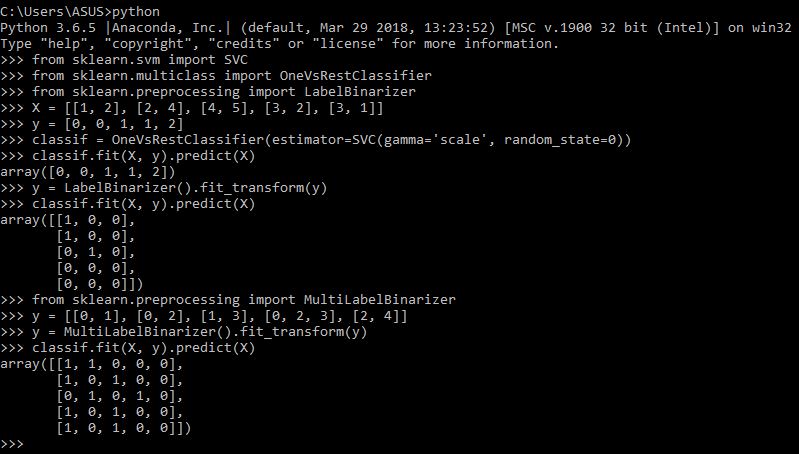 C:\Users\ASUS>python
Python 3.6.5 |Anaconda, Inc.| (default, Mar 29 2018, 13:23:52) [MSC v.1900 32 bit (Intel)] on win32
Type "help", "copyright", "credits" or "license" for more information.
>>> from sklearn.svm import SVC
>>> from sklearn.multiclass import OneVsRestClassifier
>>> from sklearn.preprocessing import LabelBinarizer
>>> X = [[1, 2], [2, 4], [4, 5], [3, 2], [3, 1]]
>>> y = [0, 0, 1, 1, 2]
>>> classif = OneVsRestClassifier(estimator=SVC(gamma='scale', random_state=0))
>>> classif.fit(X, y).predict(X)
array([0, 0, 1, 1, 2])
>>> y = LabelBinarizer().fit_transform(y)
>>> classif.fit(X, y).predict(X)
array([[1, 0, 0],
       [1, 0, 0],
       [0, 1, 0],
       [0, 0, 0],
       [0, 0, 0]])
>>> from sklearn.preprocessing import MultiLabelBinarizer
>>> y = [[0, 1], [0, 2], [1, 3], [0, 2, 3], [2, 4]]
>>> y = MultiLabelBinarizer().fit_transform(y)
>>> classif.fit(X, y).predict(X)
array([[1, 1, 0, 0, 0],
       [1, 0, 1, 0, 0],
       [0, 1, 0, 1, 0],
       [1, 0, 1, 0, 0],
       [1, 0, 1, 0, 0]])
>>>